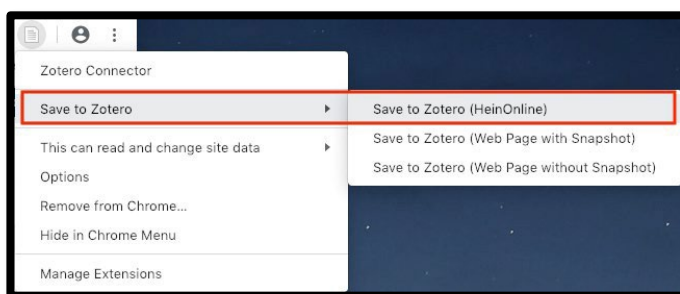 Zotero Connector
Save to Zotero
Save to Zotero (HeinOnline)
Save to Zotero (Web Page with Snapshot)
Save to Zotero (Web Page without Snapshot)
This can read and change site data
Options
Remove from Chrome...
Hide in Chrome Menu
Manage Extensions